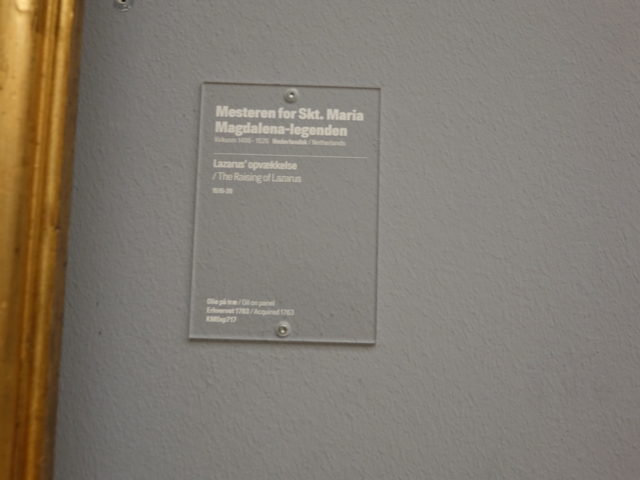 Mesteren for Skt. Maria
Magdalena-legenden
Nederlandsk / Netherlands
Lazarus' opvækkelse
/ The Raising of Lazarus
Olie på træ / Oil on panel
Erhvervet 1763 / Acquired 1763
KMSsp717